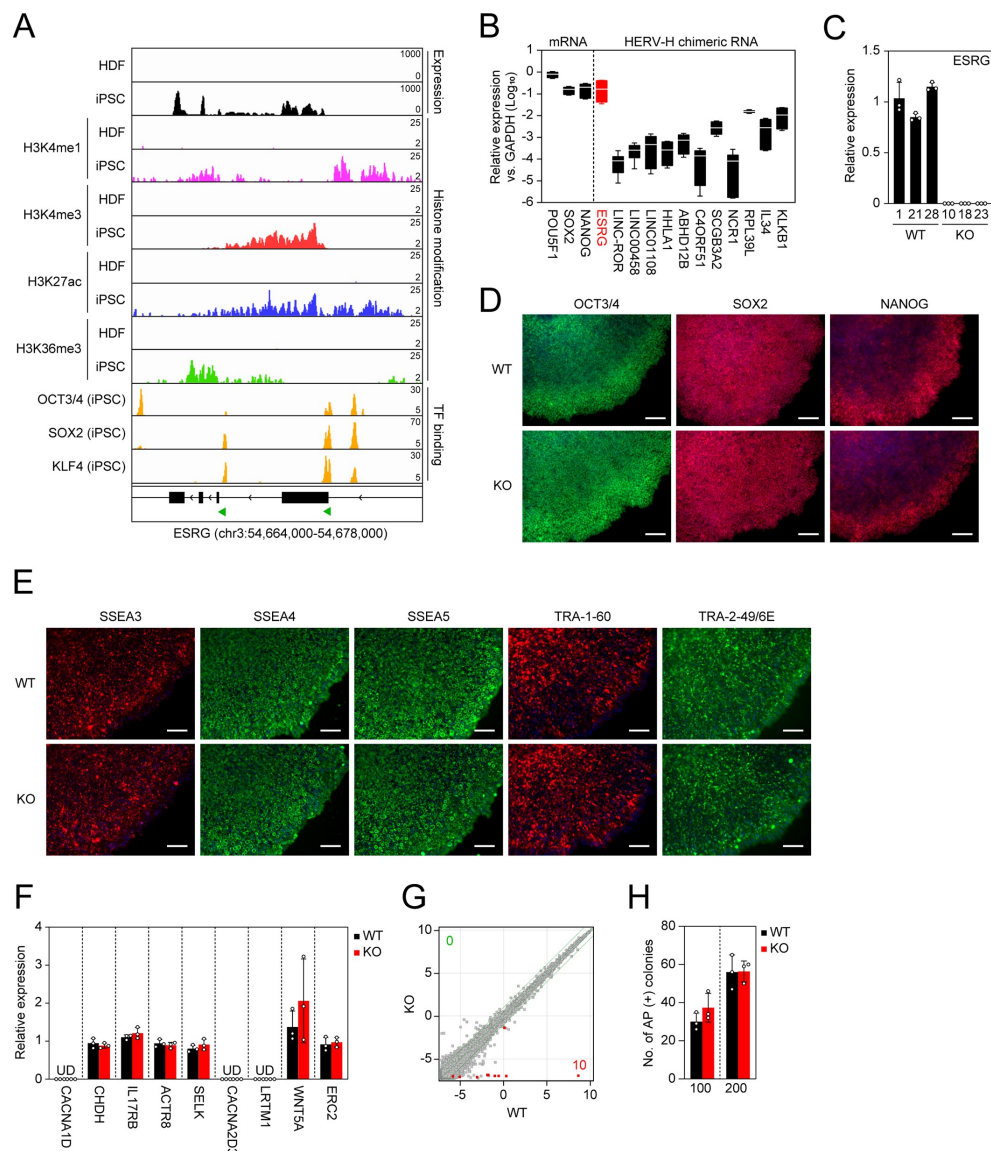 A
HDF
1000
0
Expression
iPSC
1000
0
H3K4me1
HDF
25
2
iPSC
25
2
H3K4me3
HDF
25
2
iPSC
25
2
Histone modification
H3K27ac
HDF
25
2
iPSC
25
2
H3K36me3
HDF
25
2
iPSC
25
2
OCT3/4 (iPSC)
30
5
SOX2 (iPSC)
70
5
KLF4 (iPSC)
30
5
TF binding
ESRG (chr3:54,664,000-54,678,000)
B
mRNA
HERV-H chimeric RNA
Relative expression
vs. GAPDH (Log₁₀)
1
0
-1
-2
-3
-4
-5
-6
POU5F1
SOX2
NANOG
ESRG
LINC-ROR
LINC00458
LINC01108
HHLA1
ABHD12B
C4ORF51
SCGB3A2
NCR1
RPL39L
IL34
KLKB1
C
ESRG
Relative expression
1.5
1
0.5
0
1 21 28 10 18 23
WT KO
D
OCT3/4 SOX2 NANOG
WT
KO
E
SSEA3 SSEA4 SSEA5 TRA-1-60 TRA-2-49/6E
WT
KO
F
Relative expression
4
3
2
1
0
WT
KO
UD UD UD
CACNA1D
CHDH
IL17RB
ACTR8
SELK
CACNA2D3
LRTM1
WNT5A
ERC2
G
KO
10
5
0
-5
0
10
-5 0 5 10
WT
H
No. of AP (+) colonies
80
60
40
20
0
WT
KO
100 200